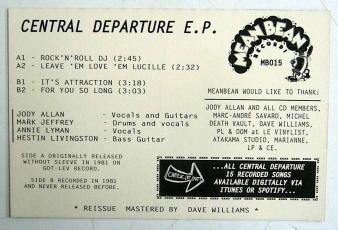 CENTRAL DEPARTURE E.P.
A1 - ROCK'N'ROLL DJ (2:45)
A2 - LEAVE 'EM LOVE 'EM LUCILLE (2:32)
B1 - IT'S ATTRACTION (3:18)
B2 - FOR YOU SO LONG (3:03)
JODY ALLAN - Vocals and Guitars
MARK JEFFREY - Drums and vocals
ANNIE LYMAN - Vocals
HESTIN LIVINGSTON - Bass Guitar
SIDE A ORIGINALLY RELEASED
WITHOUT SLEEVE IN 1981 ON
GOT-LEV RECORD.
SIDE B RECORDED IN 1981
AND NEVER RELEASED BEFORE.
MEAN BEAN
RECORDS
MB015
MEANBEAN WOULD LIKE TO THANK:
JODY ALLAN AND ALL CD MEMBERS,
MARC-ANDRÉ SAVARD, MICHEL
DEATH VAULT, DAVE WILLIAMS,
PL & DOM at LE VINYLIST,
ATAKAMA STUDIO, MARIANNE,
LP & CE.
CHECK IT OUT
...ALL CENTRAL DEPARTURE
15 RECORDED SONGS
AVAILABLE DIGITALLY VIA
ITUNES OR SPOTIFY...
* REISSUE MASTERED BY DAVE WILLIAMS *